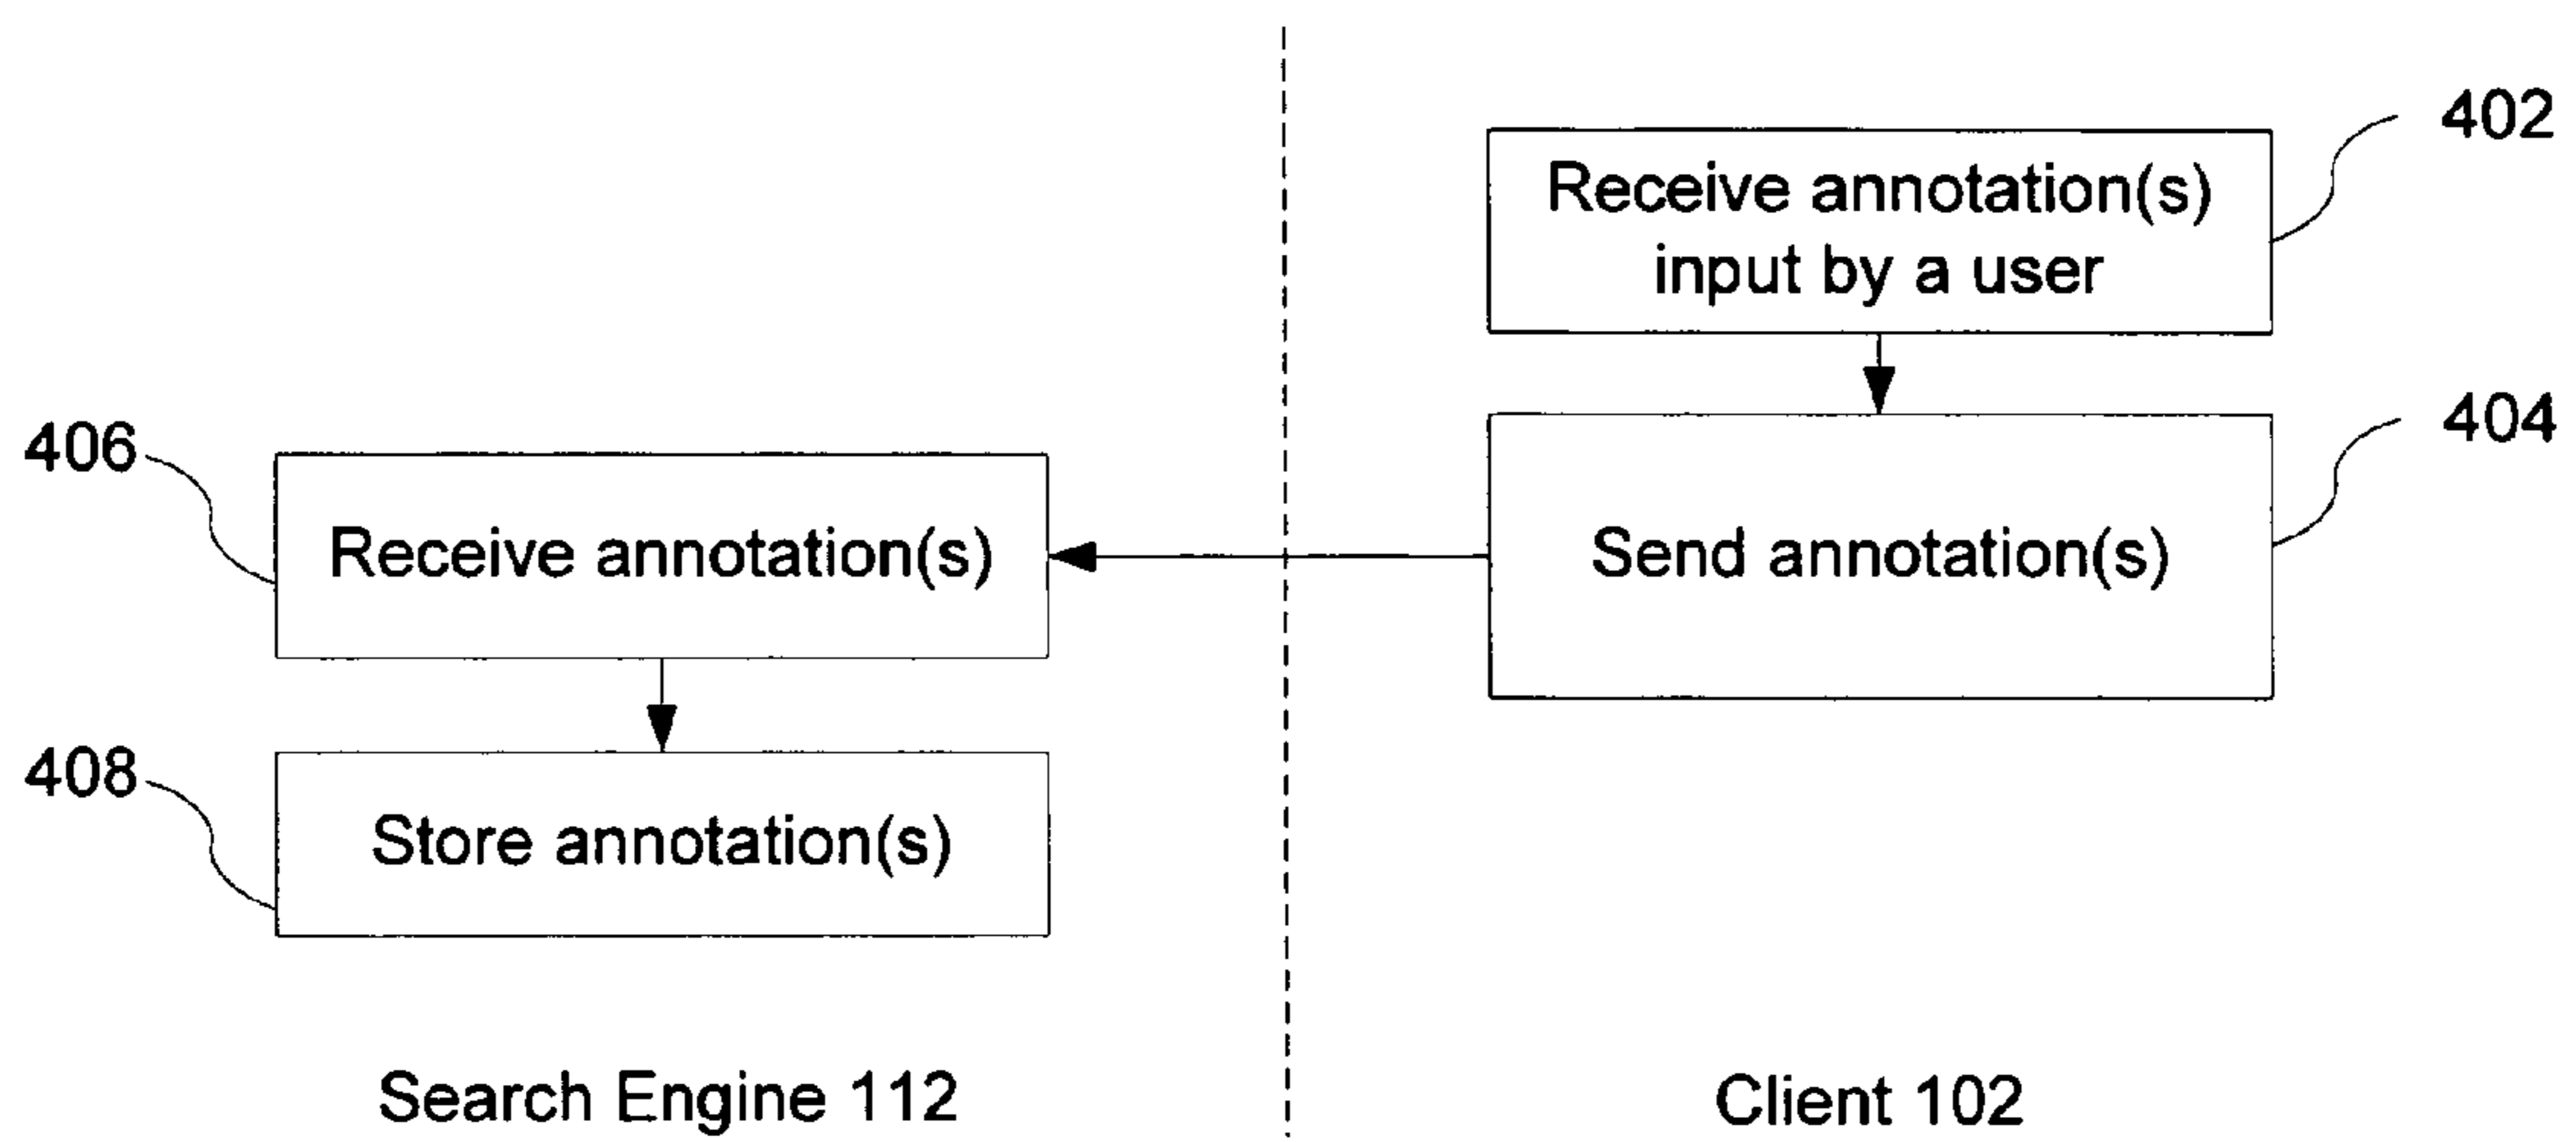 402
Receive annotation(s)
input by a user
404
Send annotation(s)
406
Receive annotation(s)
408
Store annotation(s)
Search Engine 112
Client 102